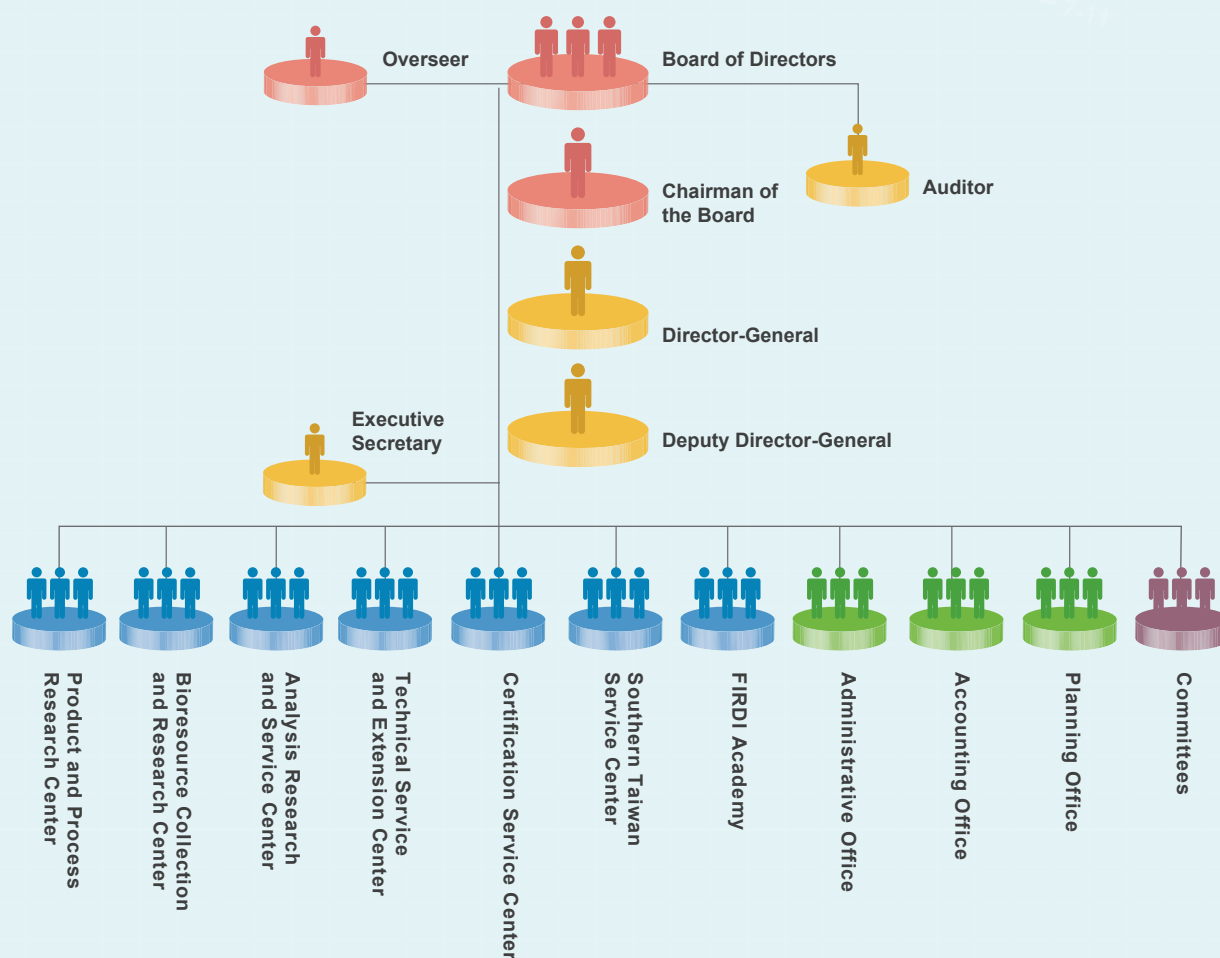 Overseer
Board of Directors
Chairman of
the Board
Auditor
Director-General
Executive
Secretary
Deputy Director-General
Product and Process
Research Center
Bioresource Collection
and Research Center
Analysis Research
and Service Center
Technical Service
and Extension Center
Certification Service Center
Southern Taiwan
Service Center
FIRDI Academy
Administrative Office
Accounting Office
Planning Office
Committees